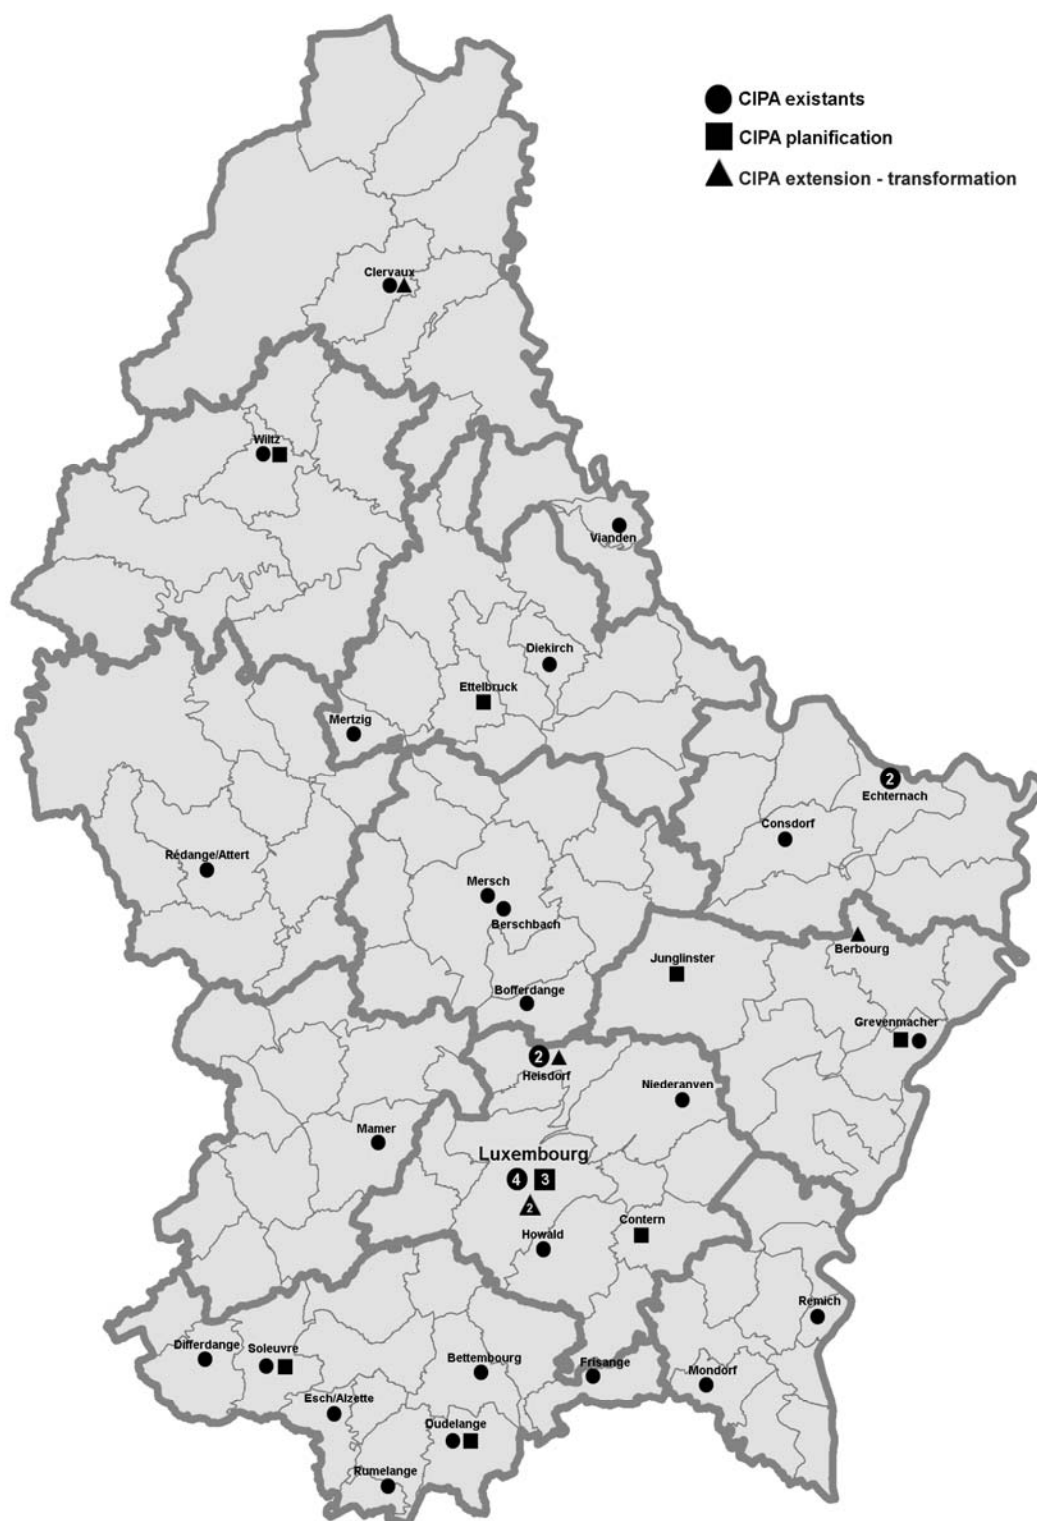 CIPA existants
CIPA planification
CIPA extension - transformation
Clervaux
Wiltz
Vianden
Diekirch
Ettelbruck
Mertzig
2
Echternach
Consdorf
Rédange/Attert
Mersch
Berschbach
Berbourg
Junglinster
Bofferdange
Grevenmacher
2
Heisdorf
Niederanven
Mamer
Luxembourg
4 3
2
Contern
Howald
Remich
Differdange
Soleuvre
Bettembourg
Frisange
Mondorf
Esch/Alzette
Dudelange
Rumelange